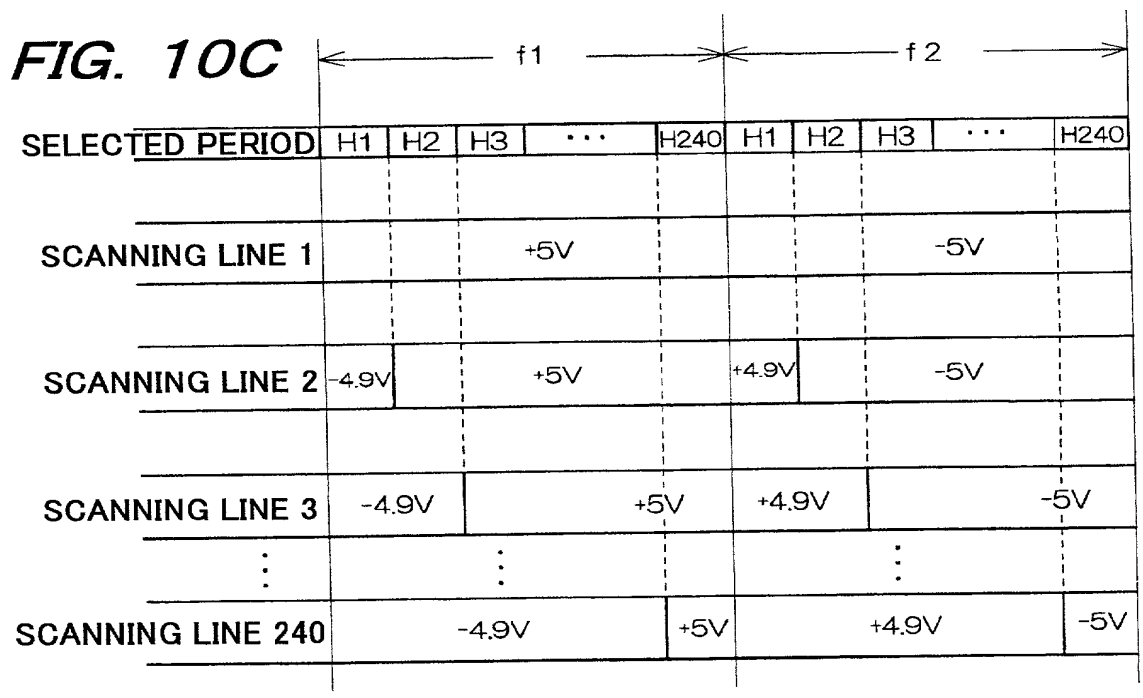 FIG. 10C
f1 f2
SELECTED PERIOD H1 H2 H3 ... H240 H1 H2 H3 ... H240
SCANNING LINE 1 +5V -5V
SCANNING LINE 2 -4.9V +5V +4.9V -5V
SCANNING LINE 3 -4.9V +5V +4.9V -5V
⋮ ⋮ ⋮
SCANNING LINE 240 -4.9V +5V +4.9V -5V